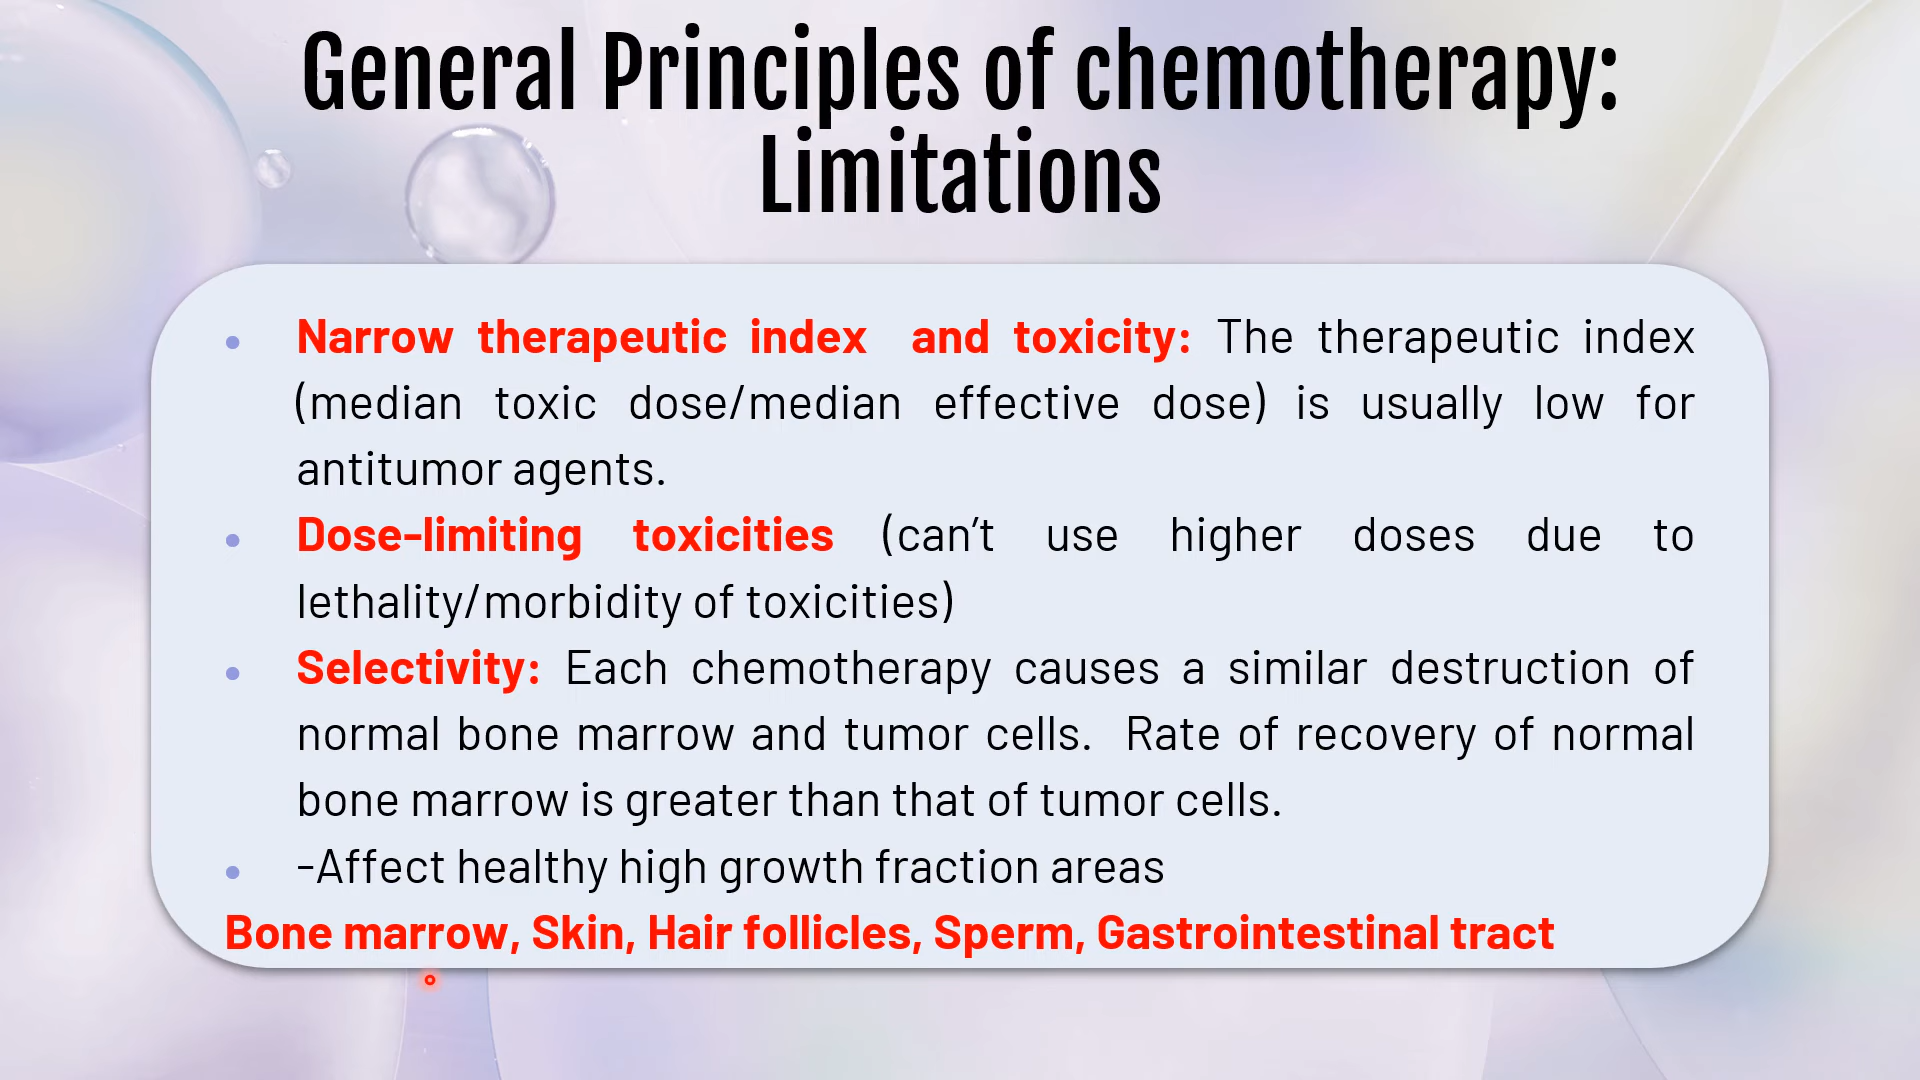 General Principles of chemotherapy:
Limitations
• Narrow therapeutic index and toxicity: The therapeutic index
(median toxic dose/median effective dose) is usually low for
antitumor agents.
• Dose-limiting toxicities (can’t use higher doses due to
lethality/morbidity of toxicities)
• Selectivity: Each chemotherapy causes a similar destruction of
normal bone marrow and tumor cells. Rate of recovery of normal
bone marrow is greater than that of tumor cells.
• -Affect healthy high growth fraction areas
Bone marrow, Skin, Hair follicles, Sperm, Gastrointestinal tract